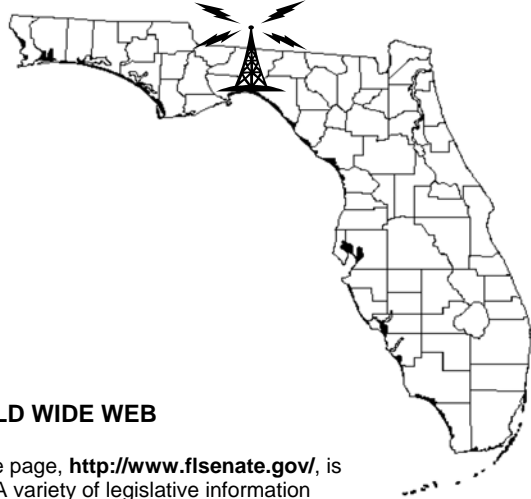 LD WIDE WEB
e page, http://www.flsenate.gov/, is
A variety of legislative information